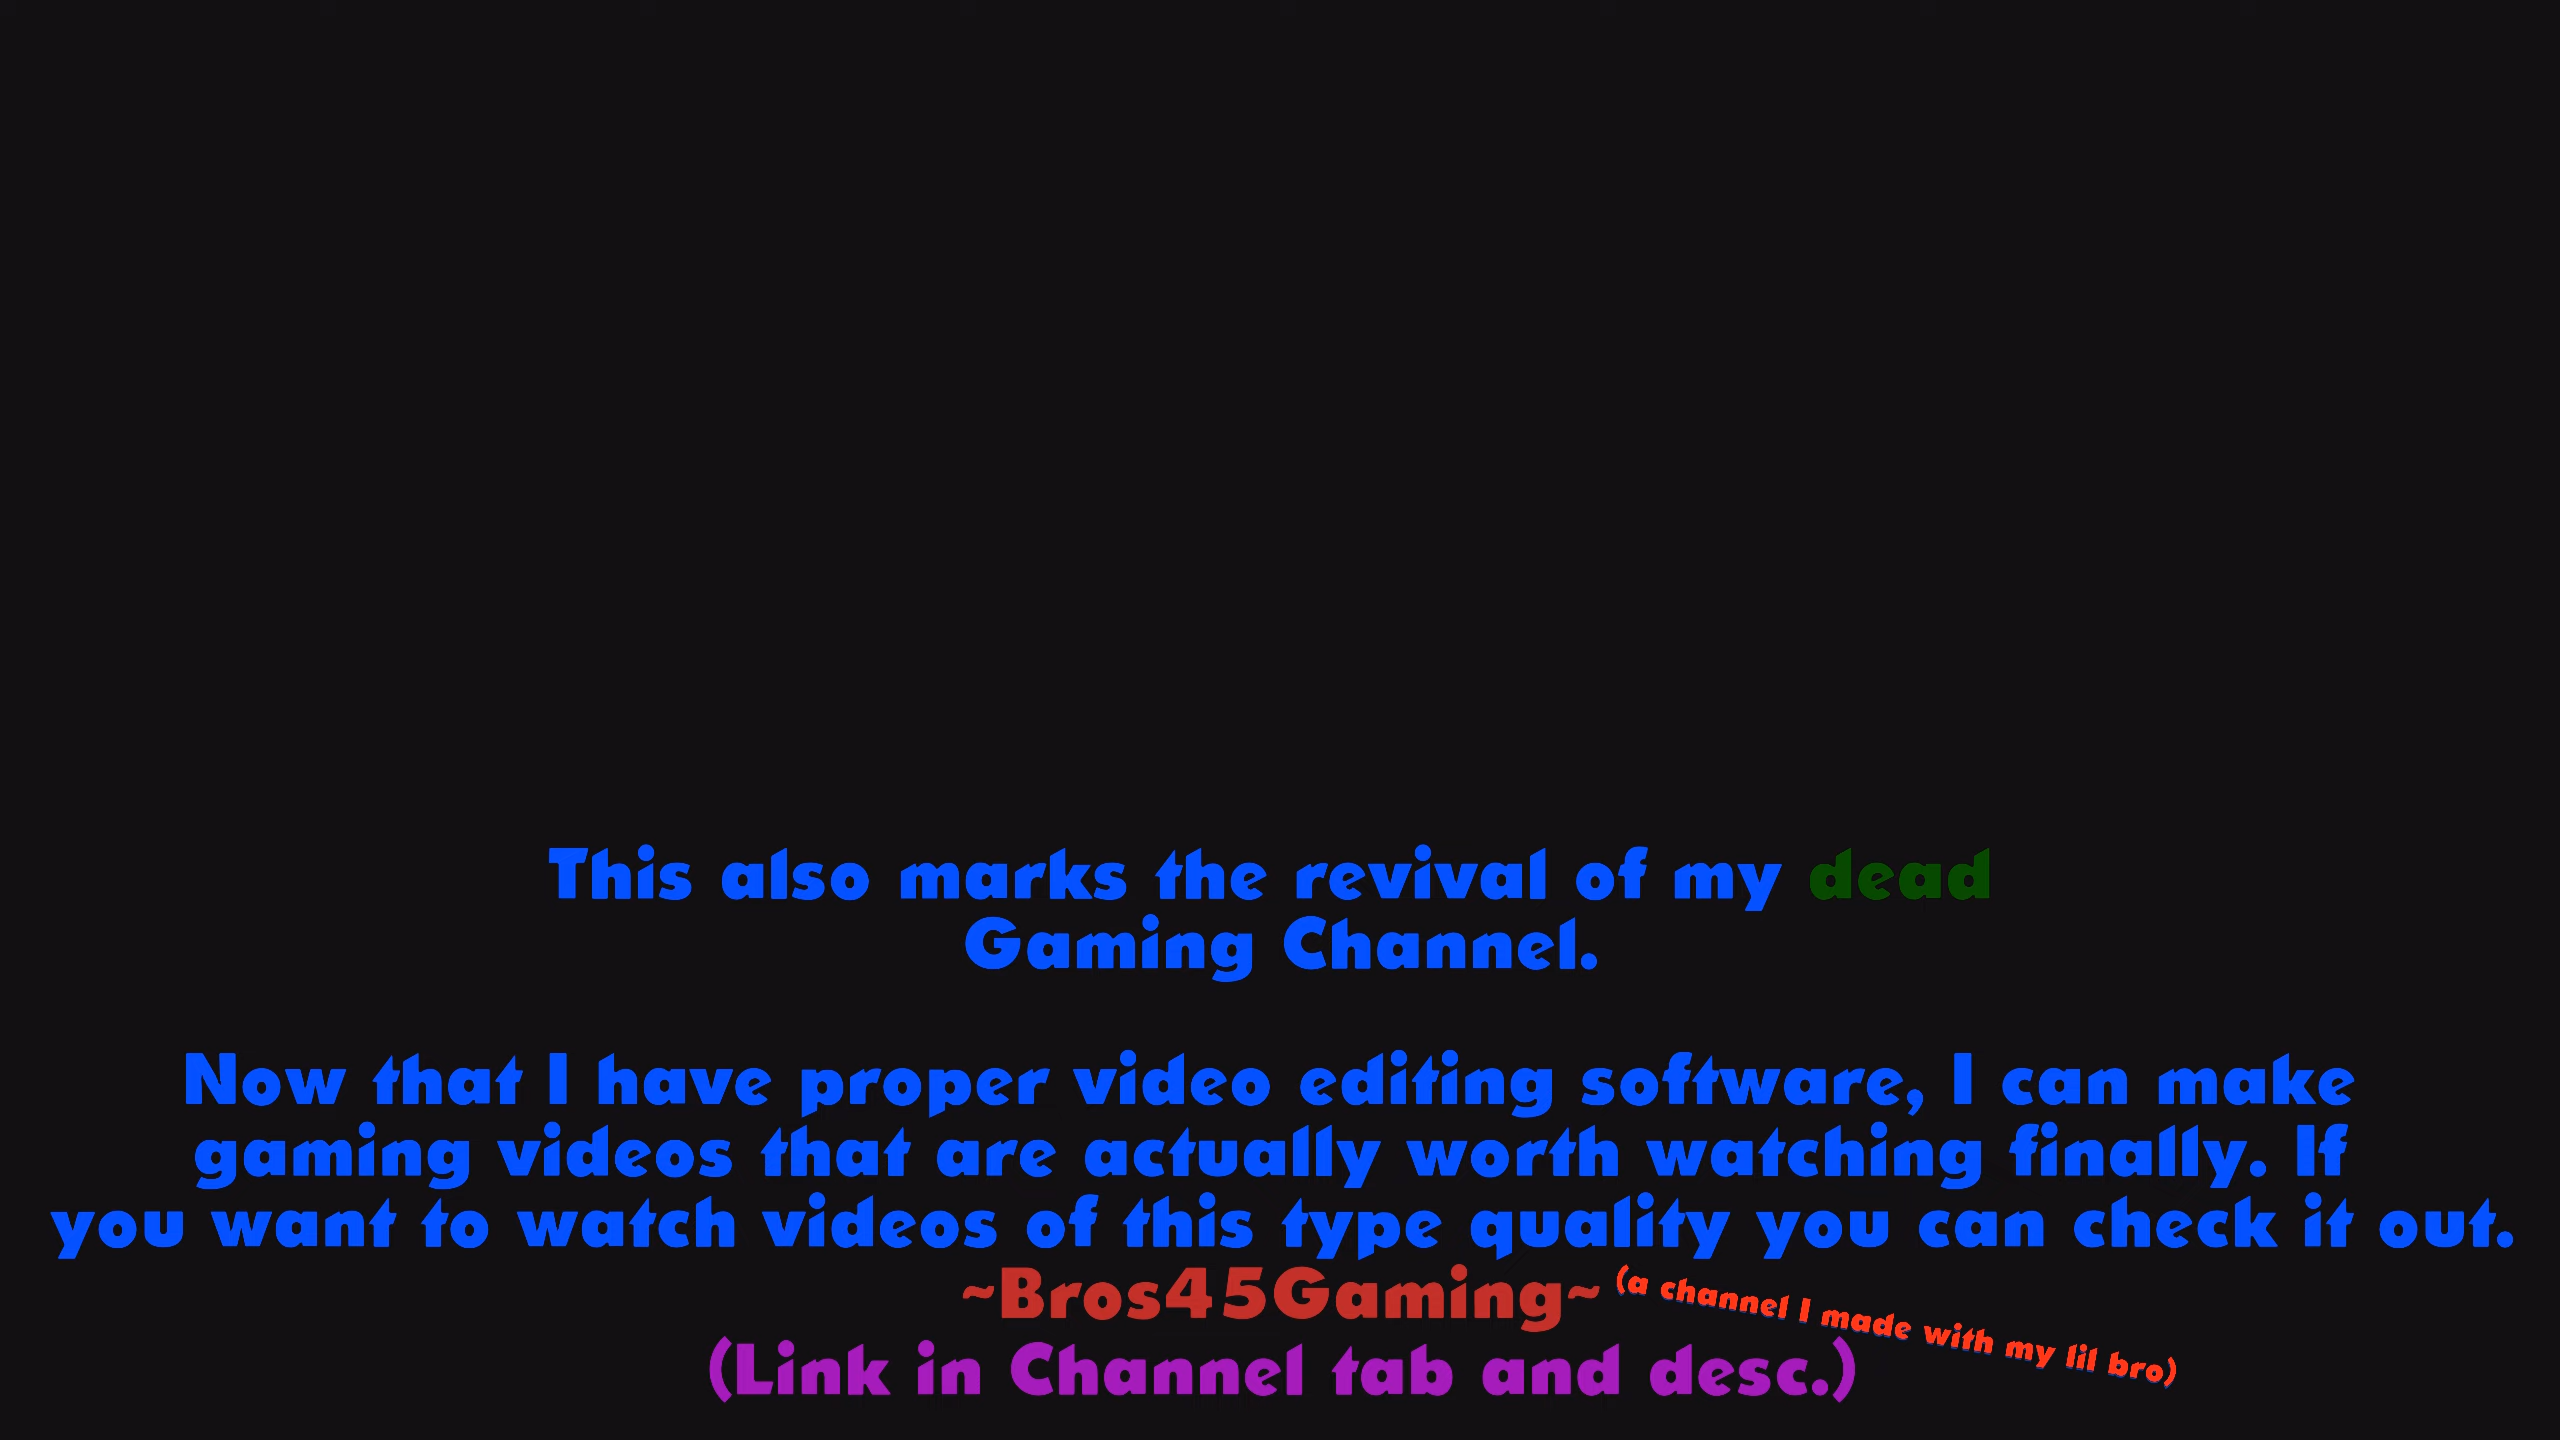 This also marks the revival of my dead
Gaming Channel.
Now that I have proper video editing software, I can make
gaming videos that are actually worth watching finally. If
you want to watch videos of this type quality you can check it out.
~Bros45Gaming~ (a channel I made with my lil bro)
(Link in Channel tab and desc.)